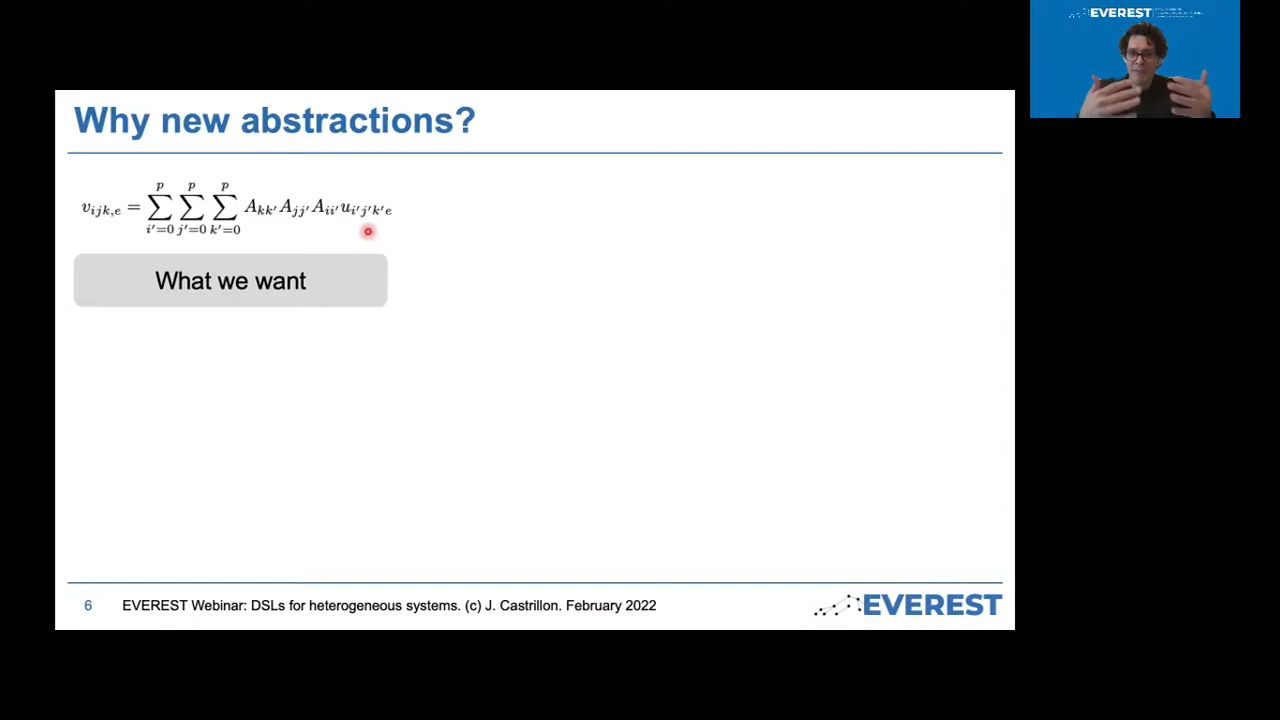 EVEREST
Why new abstractions?
v_{ijk,e} = \sum_{i'=0}^{p} \sum_{j'=0}^{p} \sum_{k'=0}^{p} A_{kk'} A_{jj'} A_{ii'} u_{i'j'k'e}
What we want
6 EVEREST Webinar: DSLs for heterogeneous systems. (c) J. Castrillon. February 2022
EVEREST